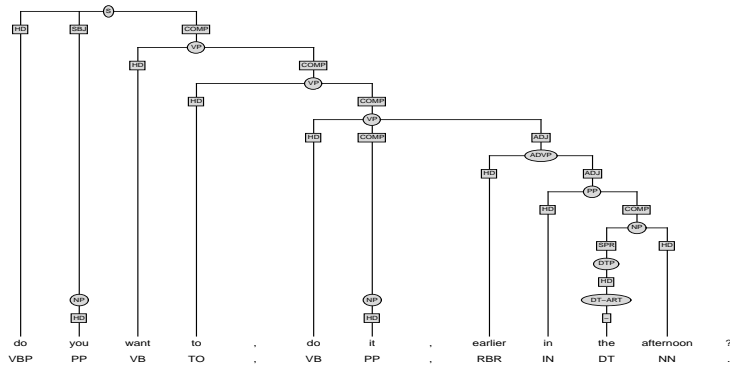 S
HD SBJ COMP
VP
HD COMP
VP
HD COMP
VP
HD COMP ADJ
ADVP
HD ADJ
PP
HD COMP
NP
SPR HD
DTP
HD
NP NP DT-ART
HD HD -
do you want to , do it , earlier in the afternoon ?
VBP PP VB TO , VB PP , RBR IN DT NN .